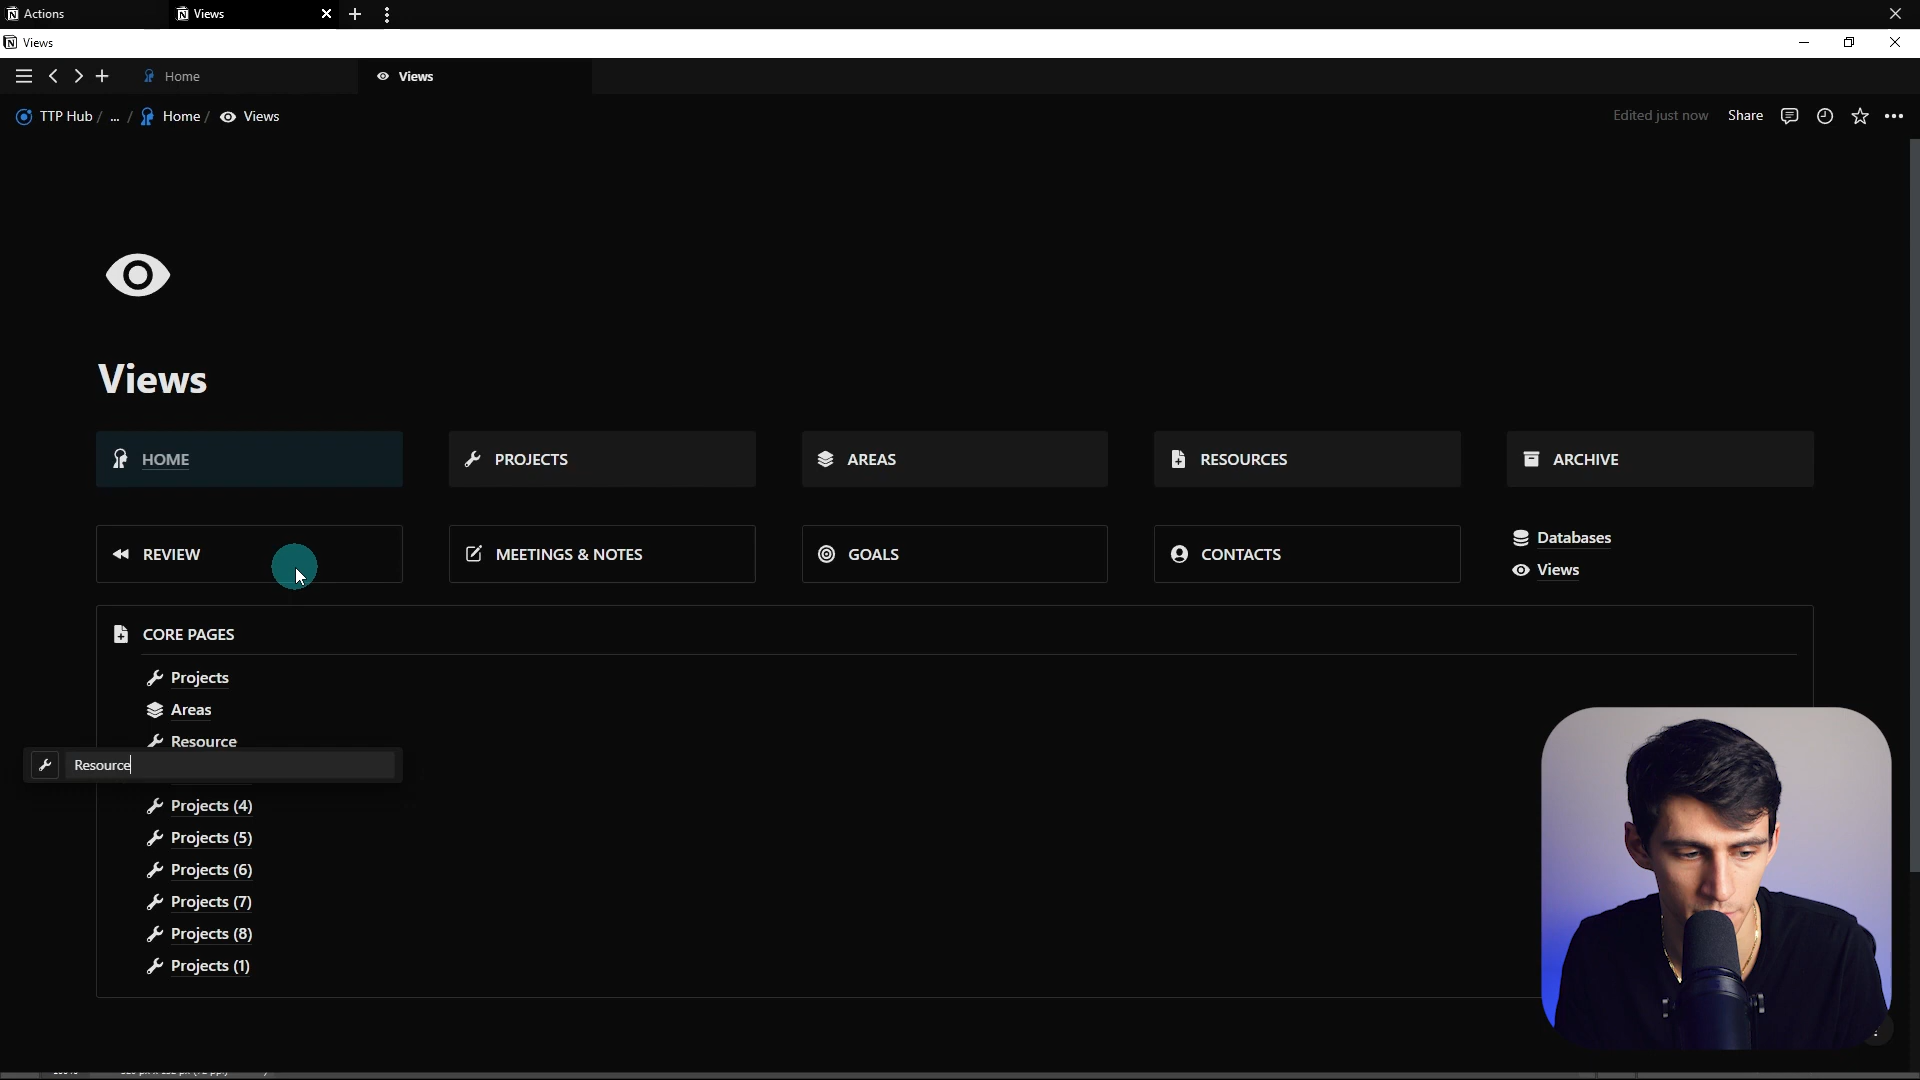 Actions
Views
Views
Home
Views
TTP Hub / ... / Home / Views
Edited just now
Share
Views
HOME
PROJECTS
AREAS
RESOURCES
ARCHIVE
REVIEW
MEETINGS & NOTES
GOALS
CONTACTS
Databases
Views
CORE PAGES
Projects
Areas
Resource
Resource
Projects (4)
Projects (5)
Projects (6)
Projects (7)
Projects (8)
Projects (1)